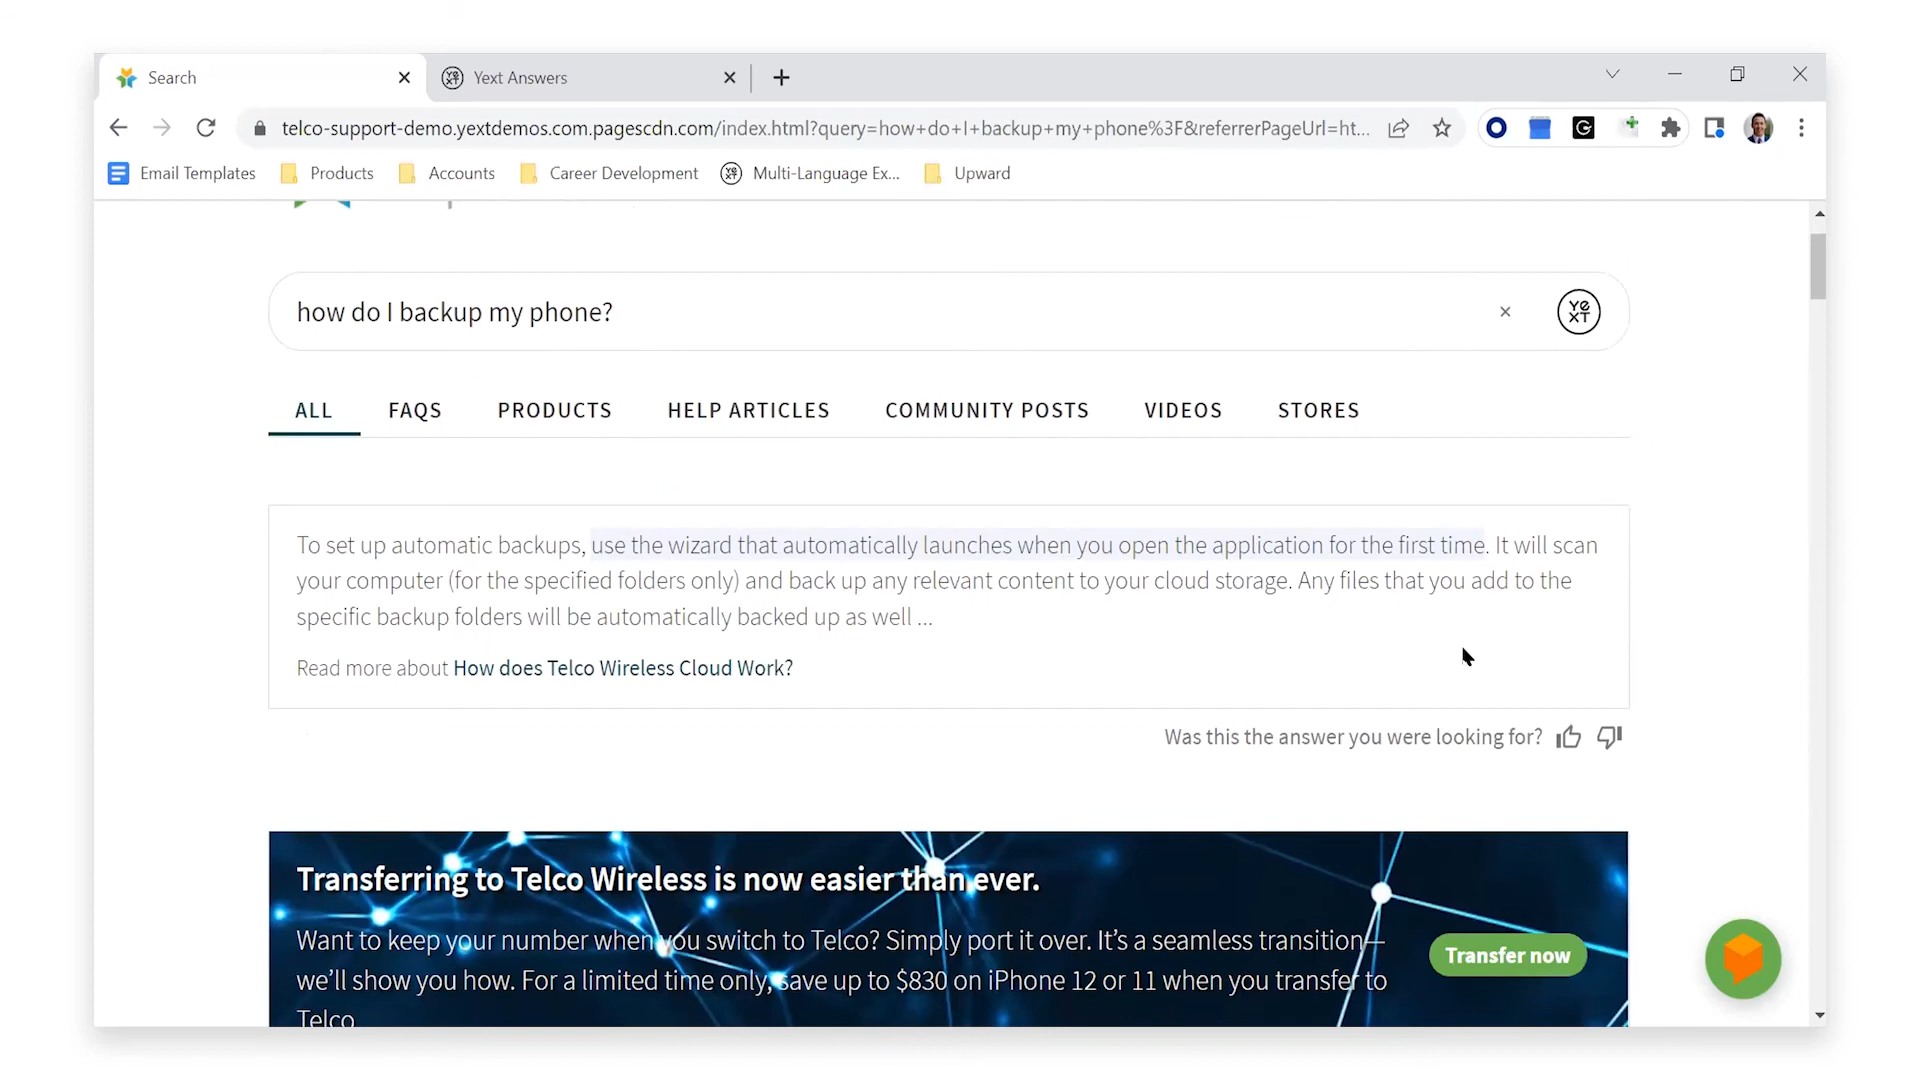 Search
Yext Answers
telco-support-demo.yextdemos.com.pagescdn.com/index.html?query=how+do+I+backup+my+phone%3F&referrerPageUrl=ht...
Email Templates
Products
Accounts
Career Development
Multi-Language Ex...
Upward
how do I backup my phone?
YEXT
ALL
FAQS
PRODUCTS
HELP ARTICLES
COMMUNITY POSTS
VIDEOS
STORES
To set up automatic backups, use the wizard that automatically launches when you open the application for the first time. It will scan
your computer (for the specified folders only) and back up any relevant content to your cloud storage. Any files that you add to the
specific backup folders will be automatically backed up as well ...
Read more about How does Telco Wireless Cloud Work?
Was this the answer you were looking for?
Transferring to Telco Wireless is now easier than ever.
Want to keep your number when you switch to Telco? Simply port it over. It’s a seamless transition—
we’ll show you how. For a limited time only, save up to $830 on iPhone 12 or 11 when you transfer to
Telco
Transfer now